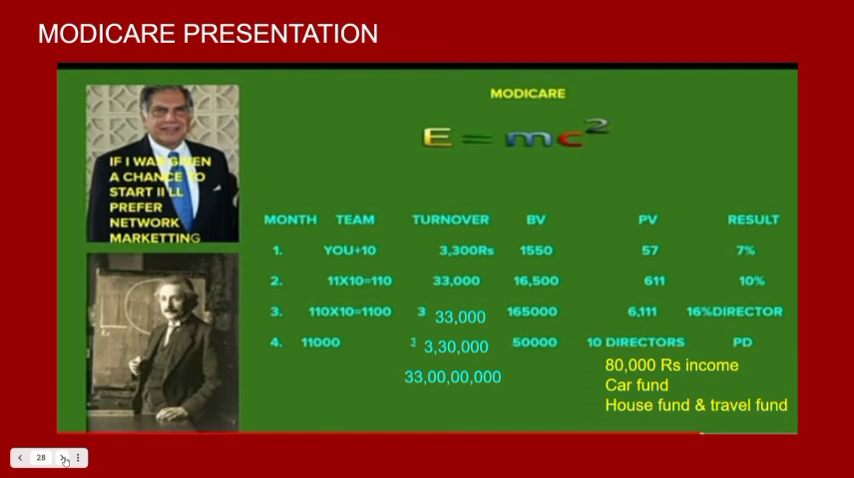 MODICARE PRESENTATION
MODICARE
E = mc2
IF I WAS GIVEN
A CHANCE TO
START I LL
PREFER
NETWORK
MARKETTING
MONTH TEAM TURNOVER BV PV RESULT
1. YOU+10 3,300Rs 1550 57 7%
2. 11X10=110 33,000 16,500 611 10%
3. 110X10=1100 3 33,000 165000 6,111 16%DIRECTOR
4. 11000 3,30,000 50000 10 DIRECTORS PD
33,00,00,000
80,000 Rs income
Car fund
House fund & travel fund
28